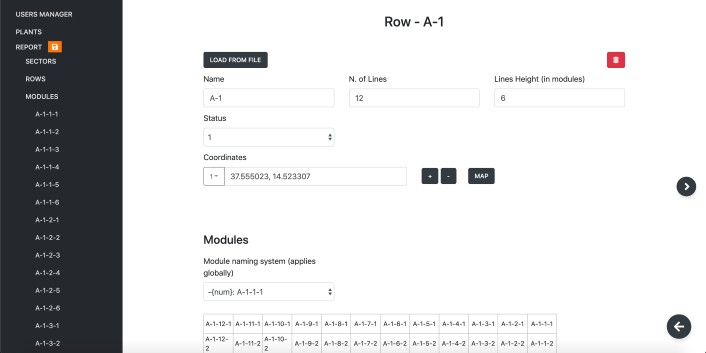 USERS MANAGER
PLANTS
REPORT
SECTORS
ROWS
MODULES
A-1-1-1
A-1-1-2
A-1-1-3
A-1-1-4
A-1-1-5
A-1-1-6
A-1-2-1
A-1-2-2
A-1-2-3
A-1-2-4
A-1-2-5
A-1-2-6
A-1-3-1
A-1-3-2
Row - A-1
LOAD FROM FILE
Name N. of Lines Lines Height (in modules)
A-1 12 6
Status
1
Coordinates
1 37.555023, 14.523307 + - MAP
Modules
Module naming system (applies
globally)
-{num}: A-1-1-1
A-1-12-1 A-1-11-1 A-1-10-1 A-1-9-1 A-1-8-1 A-1-7-1 A-1-6-1 A-1-5-1 A-1-4-1 A-1-3-1 A-1-2-1 A-1-1-1
A-1-12-2 A-1-11-2 A-1-10-2 A-1-9-2 A-1-8-2 A-1-7-2 A-1-6-2 A-1-5-2 A-1-4-2 A-1-3-2 A-1-2-2 A-1-1-2